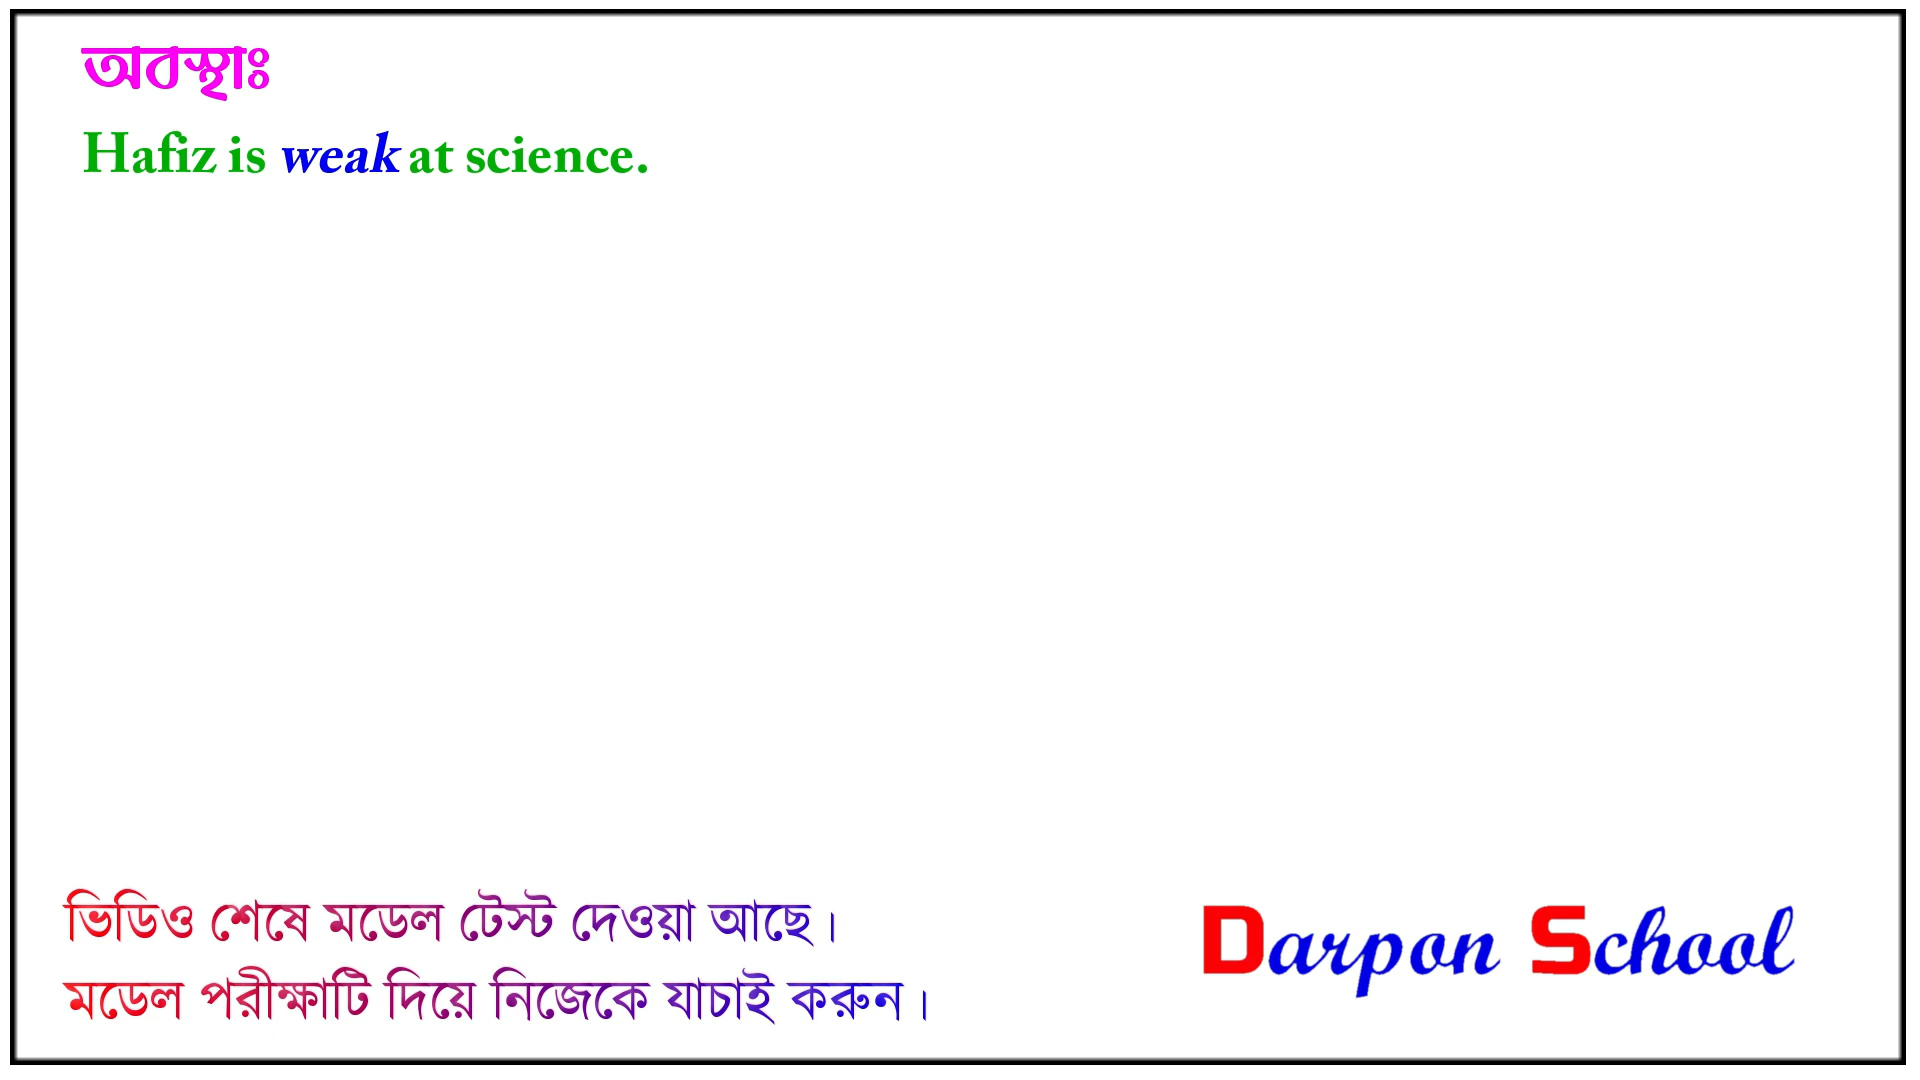 অবস্থাঃ
Hafiz is weak at science.
ভিডিও শেষে মডেল টেস্ট দেওয়া আছে।
মডেল পরীক্ষাটি দিয়ে নিজেকে যাচাই করুন।
Darpon School